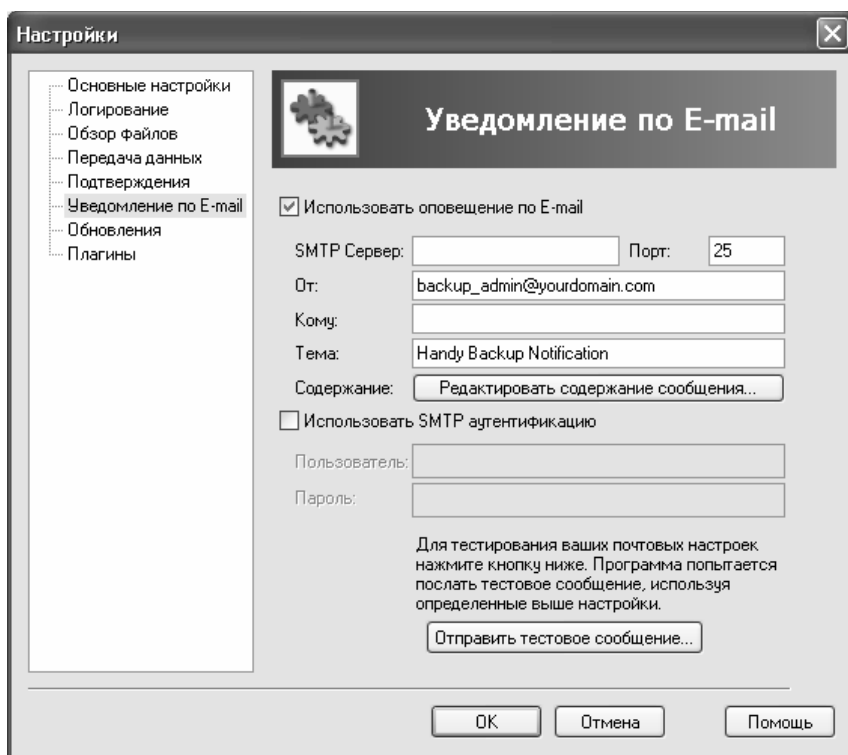 Настройки
Основные настройки
Логирование
Обзор файлов
Передача данных
Подтверждения
Уведомление по E-mail
Обновления
Плагины
Уведомление по E-mail
Использовать оповещение по E-mail
SMTP Сервер: Порт: 25
От: backup_admin@yourdomain.com
Кому:
Тема: Handy Backup Notification
Содержание: Редактировать содержание сообщения...
Использовать SMTP аутентификацию
Пользователь:
Пароль:
Для тестирования ваших почтовых настроек
нажмите кнопку ниже. Программа попытается
послать тестовое сообщение, используя
определенные выше настройки.
Отправить тестовое сообщение...
OK Отмена Помощь